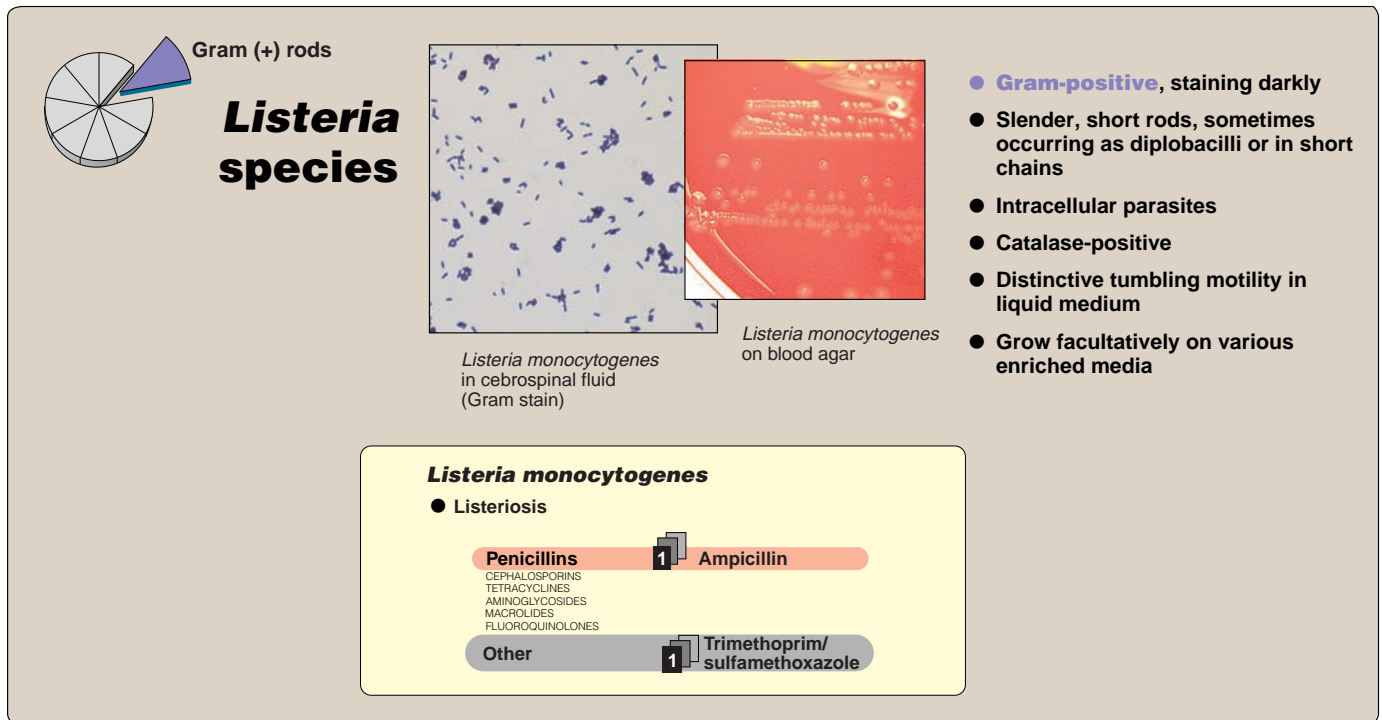 Gram (+) rods
Listeria
species
Listeria monocytogenes
in cebrospinal fluid
(Gram stain)
Listeria monocytogenes
on blood agar
● Gram-positive, staining darkly
● Slender, short rods, sometimes
occurring as diplobacilli or in short
chains
● Intracellular parasites
● Catalase-positive
● Distinctive tumbling motility in
liquid medium
● Grow facultatively on various
enriched media
Listeria monocytogenes
● Listeriosis
Penicillins 1 Ampicillin
CEPHALOSPORINS
TETRACYCLINES
AMINOGLYCOSIDES
MACROLIDES
FLUOROQUINOLONES
Other 1 Trimethoprim/
sulfamethoxazole